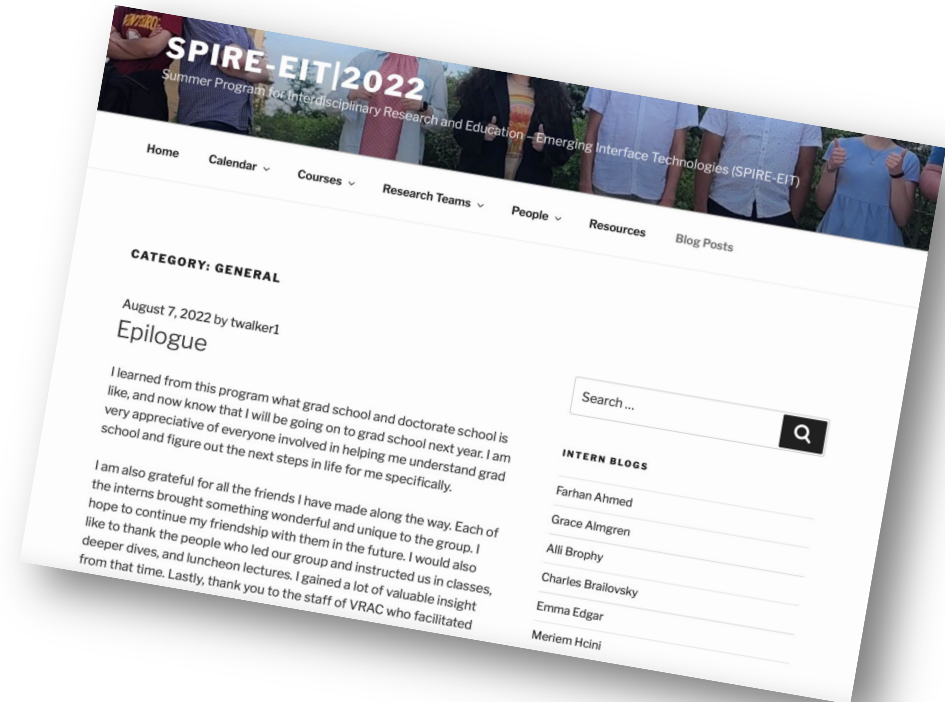 SPIRE-EIT|2022
Summer Program for Interdisciplinary Research and Education – Emerging Interface Technologies (SPIRE-EIT)
Home Calendar Courses Research Teams People Resources Blog Posts
CATEGORY: GENERAL
August 7, 2022 by twalker1
Epilogue
I learned from this program what grad school and doctorate school is
like, and now know that I will be going on to grad school next year. I am
very appreciative of everyone involved in helping me understand grad
school and figure out the next steps in life for me specifically.
I am also grateful for all the friends I have made along the way. Each of
the interns brought something wonderful and unique to the group. I
hope to continue my friendship with them in the future. I would also
like to thank the people who led our group and instructed us in classes,
deeper dives, and luncheon lectures. I gained a lot of valuable insight
from that time. Lastly, thank you to the staff of VRAC who facilitated
Search ...
INTERN BLOGS
Farhan Ahmed
Grace Almgren
Alli Brophy
Charles Brailovsky
Emma Edgar
Meriem Hcini